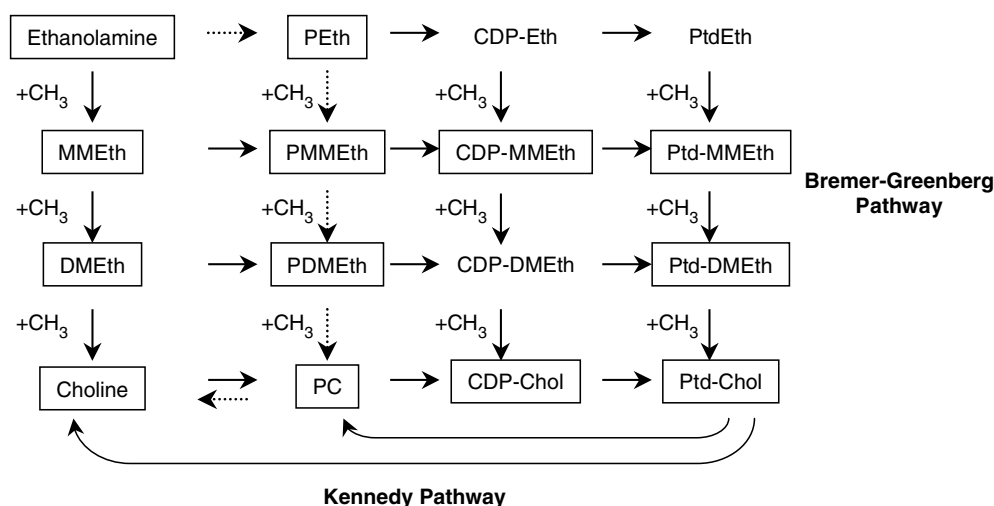 Ethanolamine PEth CDP-Eth PtdEth
+CH3 +CH3 +CH3 +CH3
MMEth PMMEth CDP-MMEth Ptd-MMEth
Bremer-Greenberg
Pathway
+CH3 +CH3 +CH3 +CH3
DMEth PDMEth CDP-DMEth Ptd-DMEth
+CH3 +CH3 +CH3 +CH3
Choline PC CDP-Chol Ptd-Chol
Kennedy Pathway